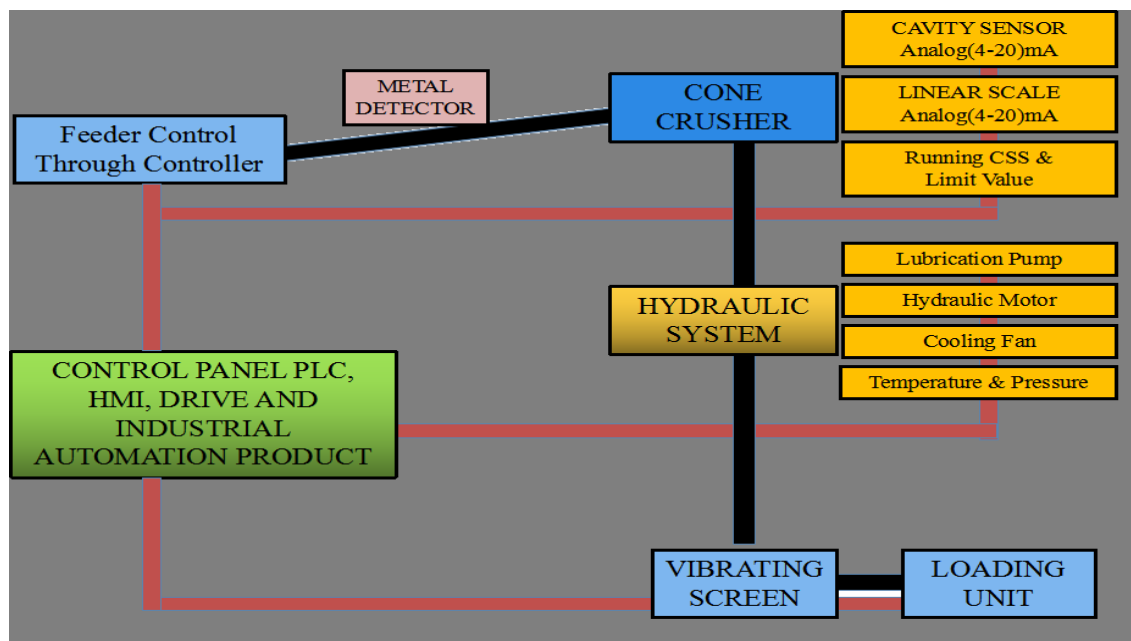 CAVITY SENSOR
Analog(4-20)mA
METAL
DETECTOR
CONE
CRUSHER
LINEAR SCALE
Analog(4-20)mA
Feeder Control
Through Controller
Running CSS &
Limit Value
Lubrication Pump
HYDRAULIC
SYSTEM
Hydraulic Motor
Cooling Fan
Temperature & Pressure
CONTROL PANEL PLC,
HMI, DRIVE AND
INDUSTRIAL
AUTOMATION PRODUCT
VIBRATING
SCREEN
LOADING
UNIT